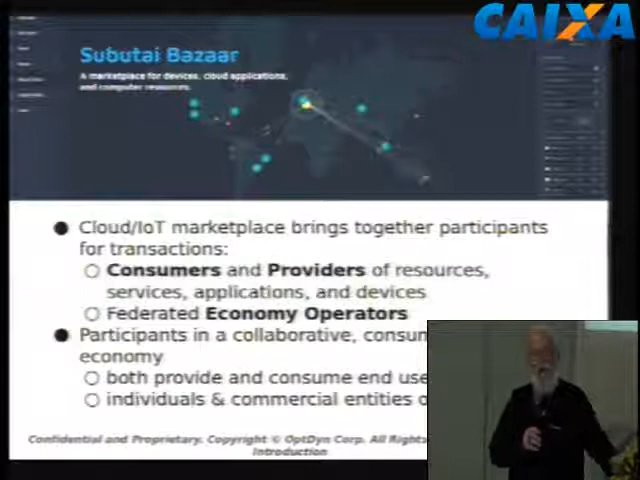 CAIXA
Subutai Bazaar
A marketplace for devices, cloud applications,
and computer resources.
● Cloud/IoT marketplace brings together participants
for transactions:
○ Consumers and Providers of resources,
services, applications, and devices
○ Federated Economy Operators
● Participants in a collaborative, consum
economy
○ both provide and consume end use
○ individuals & commercial entities o
Confidential and Proprietary. Copyright © OptDyn Corp. All Rights
Introduction